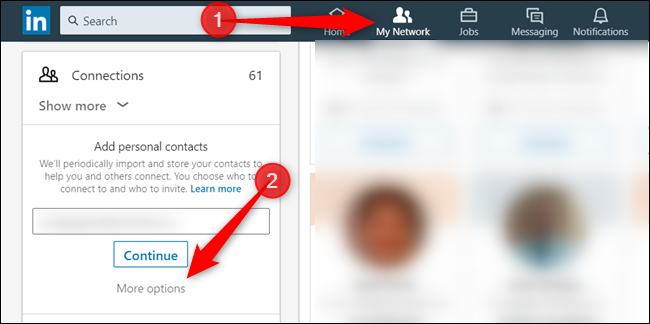 in Search
1
Home My Network Jobs Messaging Notifications
Connections 61
Show more
Add personal contacts
We'll periodically import and store your contacts to
help you and others connect. You choose who to
connect to and who to invite. Learn more
2
Continue
More options